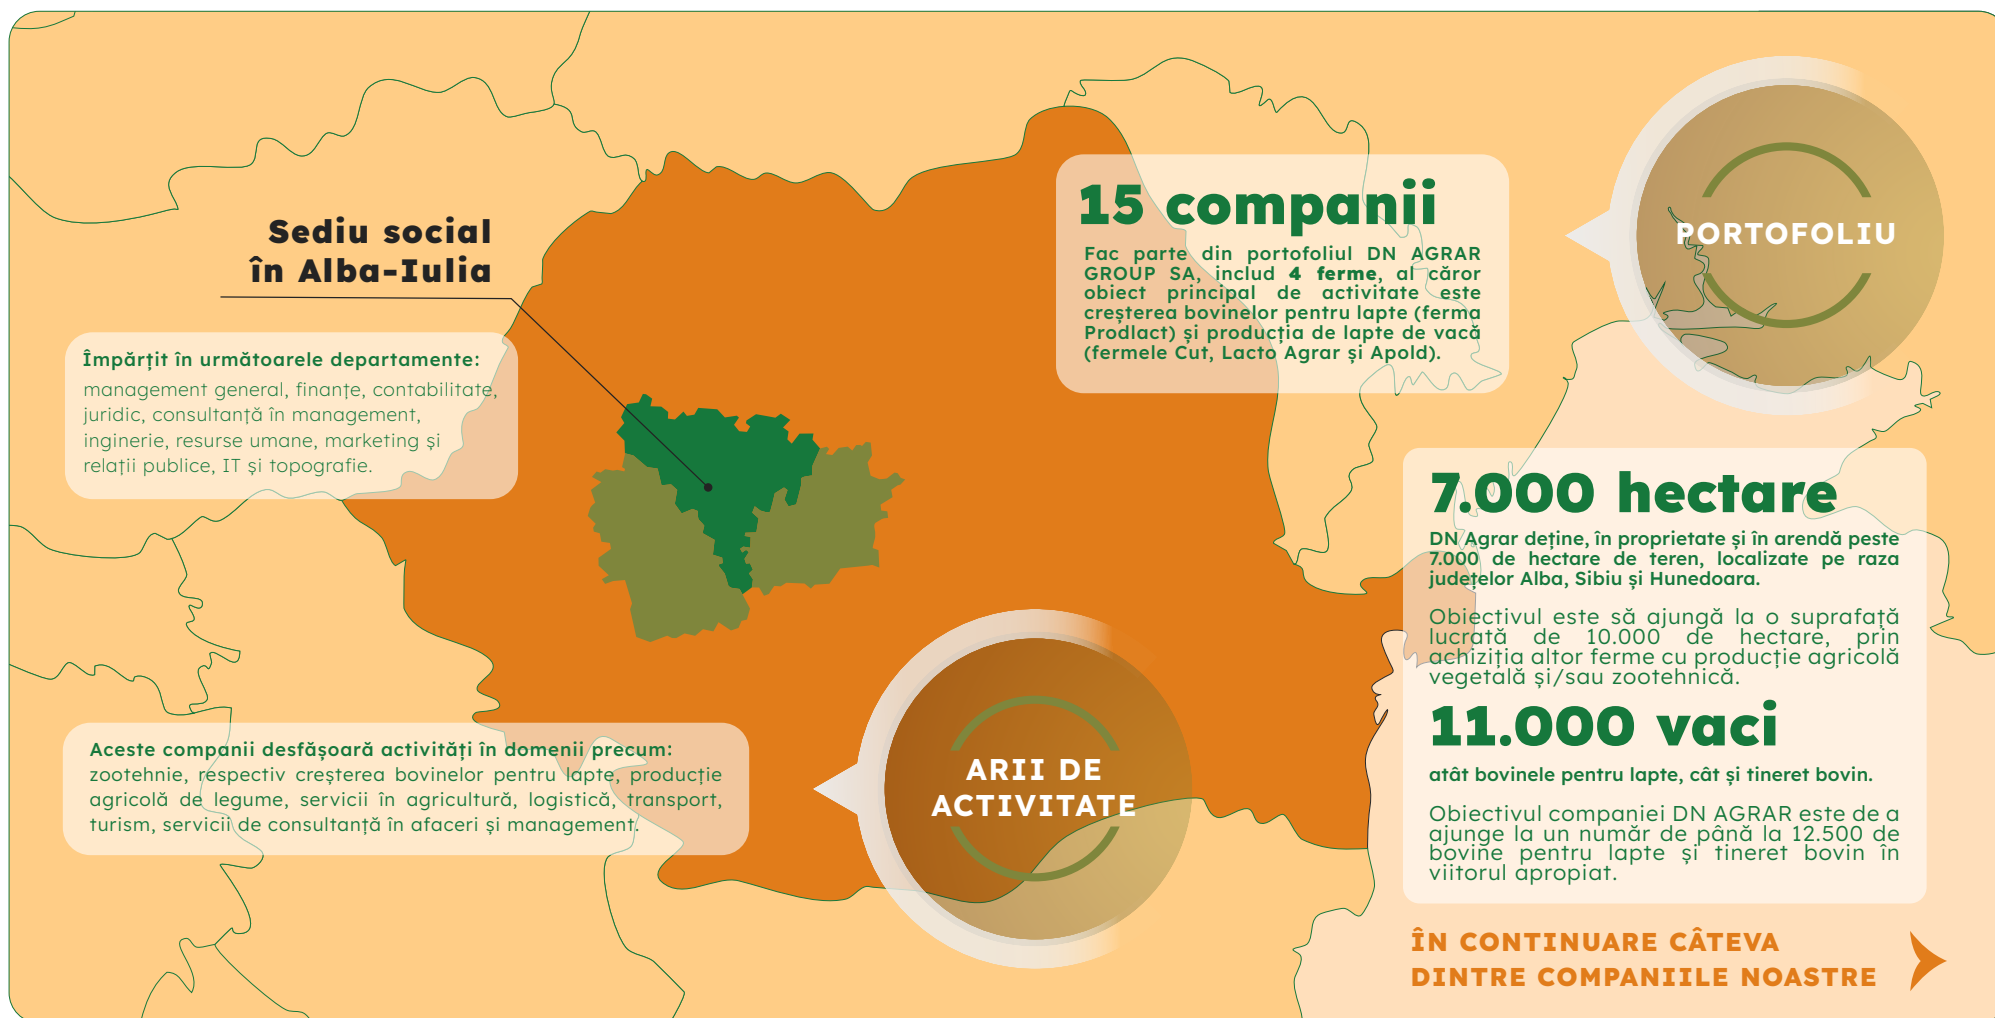 Sediu social
în Alba-Iulia
Împărțit în următoarele departamente:
management general, finanțe, contabilitate,
juridic, consultanță în management,
inginerie, resurse umane, marketing și
relații publice, IT și topografie.
15 companii
Fac parte din portofoliul DN AGRAR
GROUP SA, includ 4 ferme, al căror
obiect principal de activitate este
creșterea bovinelor pentru lapte (ferma
Prodlact) și producția de lapte de vacă
(fermele Cut, Lacto Agrar și Apold).
PORTOFOLIU
7.000 hectare
DN Agrar deține, în proprietate și în arendă peste
7.000 de hectare de teren, localizate pe raza
județelor Alba, Sibiu și Hunedoara.
Obiectivul este să ajungă la o suprafață
lucrată de 10.000 de hectare, prin
achiziția altor ferme cu producție agricolă
vegetală și/sau zootehnică.
11.000 vaci
atât bovinele pentru lapte, cât și tineret bovin.
Obiectivul companiei DN AGRAR este de a
ajunge la un număr de până la 12.500 de
bovine pentru lapte și tineret bovin în
viitorul apropiat.
Aceste companii desfășoară activități în domenii precum:
zootehnie, respectiv creșterea bovinelor pentru lapte, producție
agricolă de legume, servicii în agricultură, logistică, transport,
turism, servicii de consultanță în afaceri și management.
ARII DE
ACTIVITATE
ÎN CONTINUARE CÂTEVA
DINTRE COMPANIILE NOASTRE